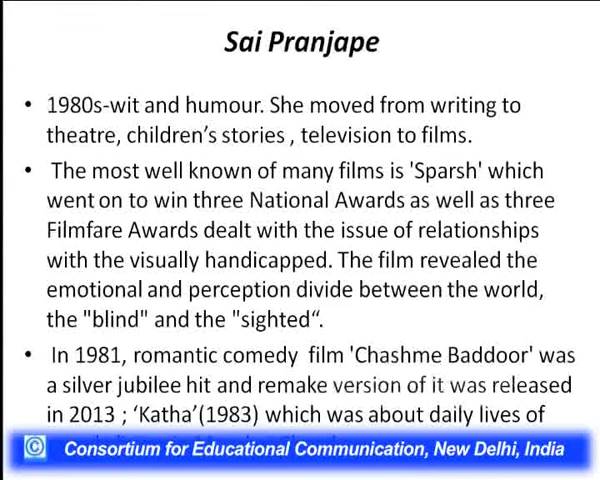 Sai Pranjape
• 1980s-wit and humour. She moved from writing to
theatre, children’s stories , television to films.
• The most well known of many films is 'Sparsh' which
went on to win three National Awards as well as three
Filmfare Awards dealt with the issue of relationships
with the visually handicapped. The film revealed the
emotional and perception divide between the world,
the "blind" and the "sighted“.
• In 1981, romantic comedy film 'Chashme Baddoor' was
a silver jubilee hit and remake version of it was released
in 2013 ; ‘Katha’(1983) which was about daily lives of
© Consortium for Educational Communication, New Delhi, India